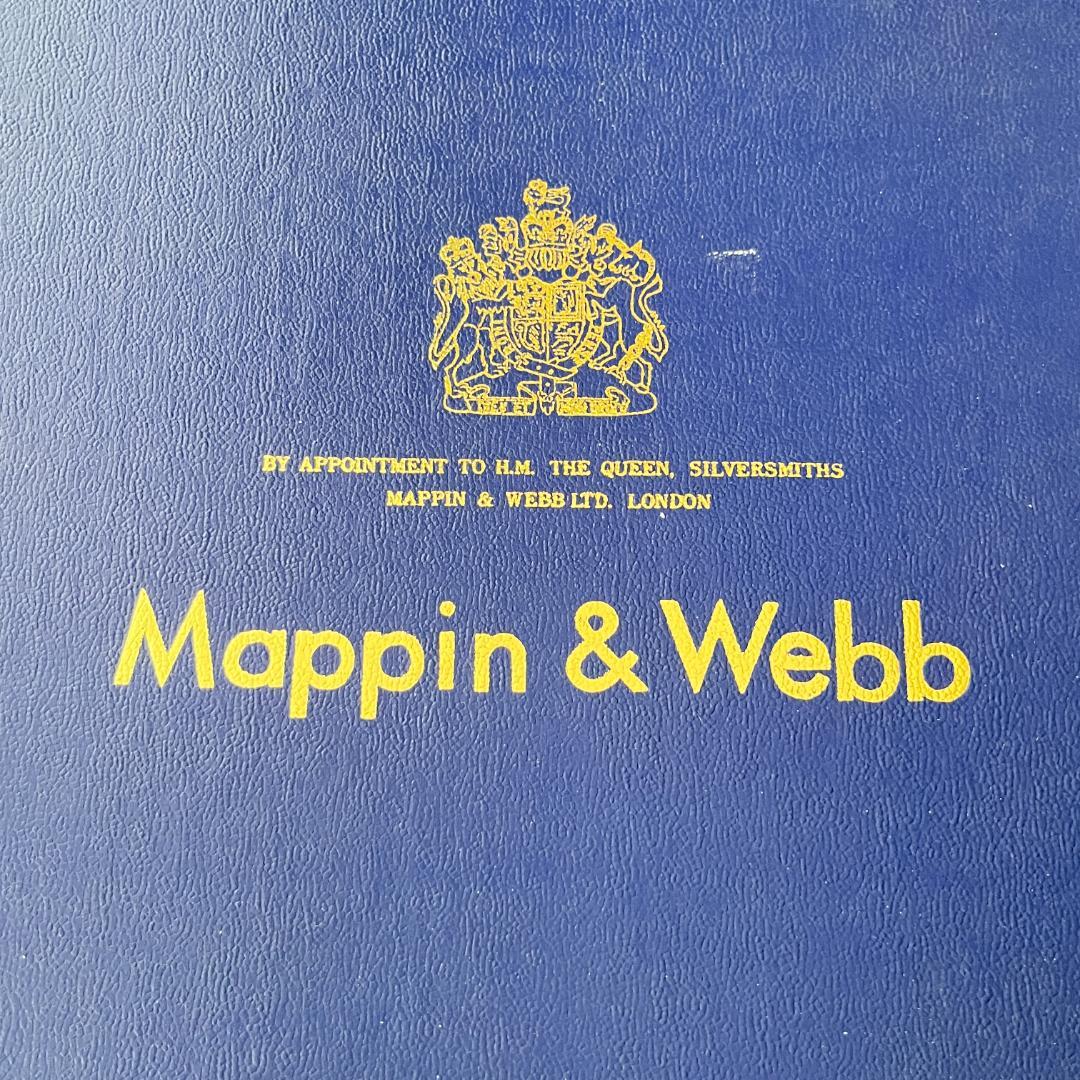 BY APPOINTMENT TO H.M. THE QUEEN, SILVERSMITHS
MAPPIN & WEBB LTD. LONDON
Mappin & Webb